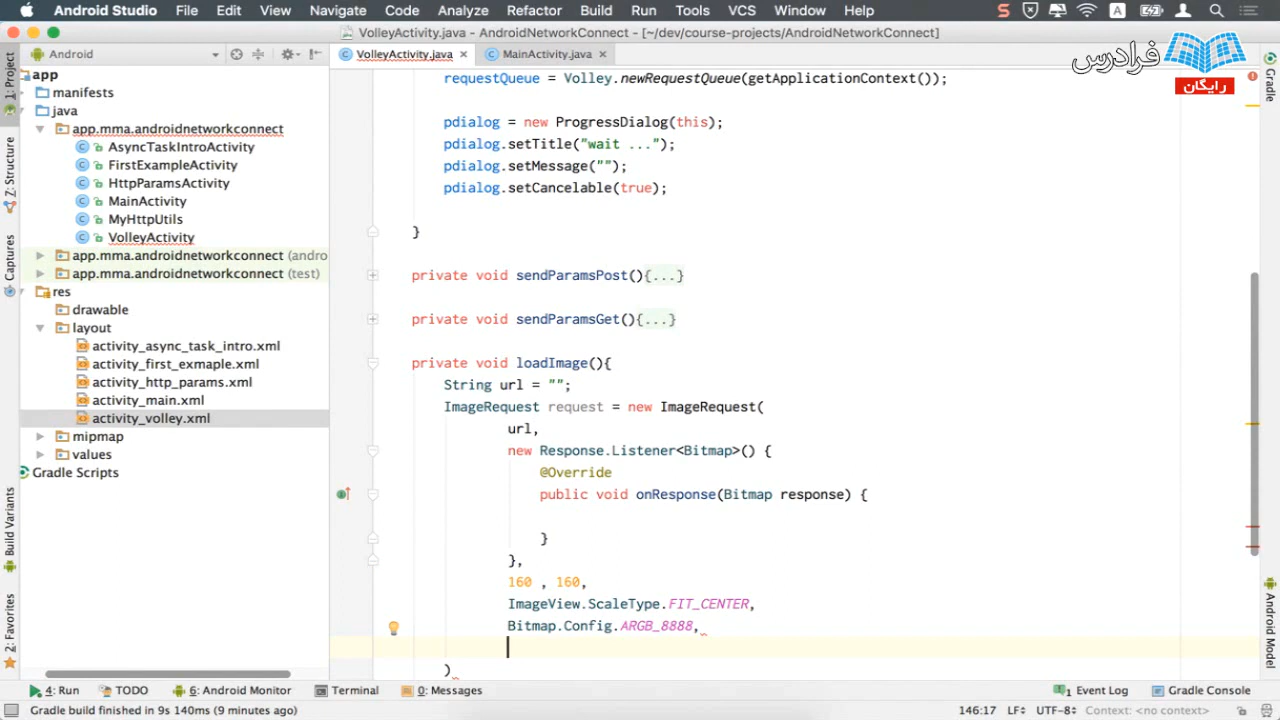 Android Studio File Edit View Navigate Code Analyze Refactor Build Run Tools VCS Window Help
VolleyActivity.java - AndroidNetworkConnect - [~/dev/course-projects/AndroidNetworkConnect]
Android
VolleyActivity.java
MainActivity.java
فرادرس
رایگان
1: Project
Z: Structure
Captures
Build Variants
2: Favorites
app
manifests
java
app.mma.androidnetworkconnect
AsyncTaskIntroActivity
FirstExampleActivity
HttpParamsActivity
MainActivity
MyHttpUtils
VolleyActivity
app.mma.androidnetworkconnect (andro
app.mma.androidnetworkconnect (test)
res
drawable
layout
activity_async_task_intro.xml
activity_first_exmaple.xml
activity_http_params.xml
activity_main.xml
activity_volley.xml
mipmap
values
Gradle Scripts
requestQueue = Volley.newRequestQueue(getApplicationContext());
pdialog = new ProgressDialog(this);
pdialog.setTitle("wait ...");
pdialog.setMessage("");
pdialog.setCancelable(true);
}
private void sendParamsPost(){...}
private void sendParamsGet(){...}
private void loadImage(){
String url = "";
ImageRequest request = new ImageRequest(
url,
new Response.Listener<Bitmap>() {
@Override
public void onResponse(Bitmap response) {
}
},
160 , 160,
ImageView.ScaleType.FIT_CENTER,
Bitmap.Config.ARGB_8888,
)
Gradle
Android Model
4: Run TODO 6: Android Monitor Terminal 0: Messages 1 Event Log Gradle Console
Gradle build finished in 9s 140ms (9 minutes ago) 146:17 LF÷ UTF-8÷ Context: <no context>